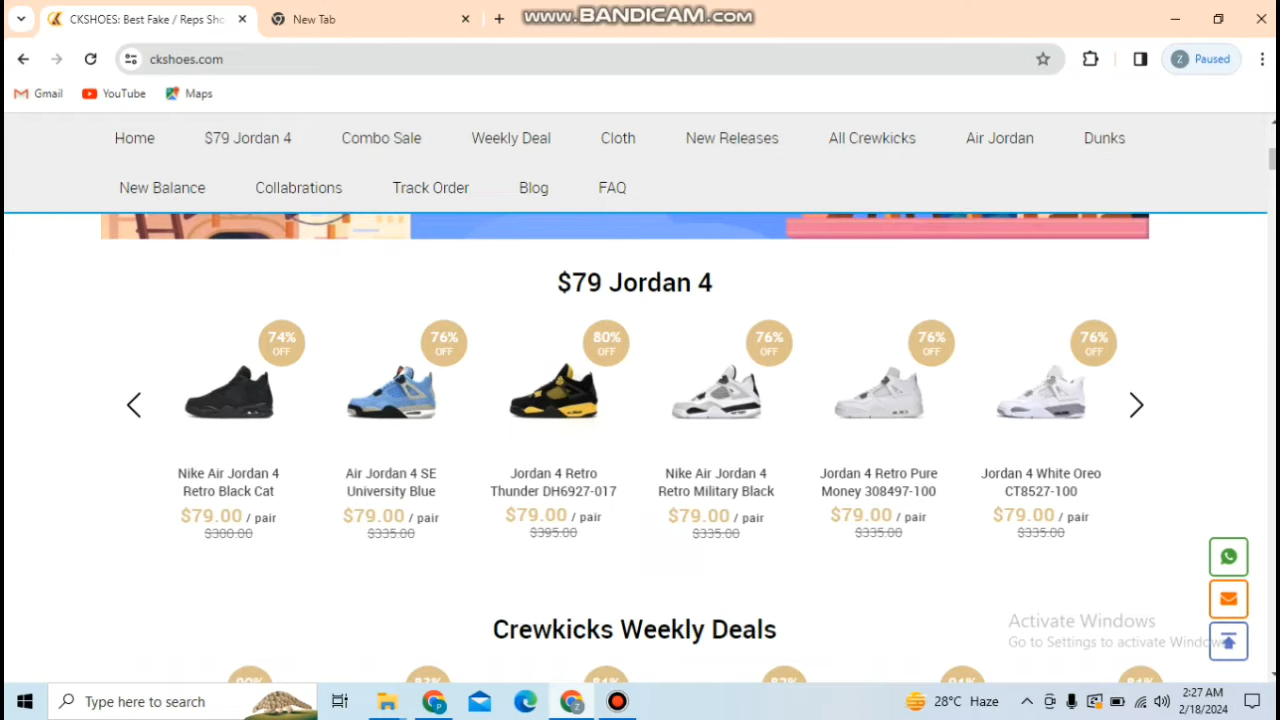 CKSHOES: Best Fake / Reps Sho
New Tab
www.BANDICAM.com
ckshoes.com
Z Paused
Gmail
YouTube
Maps
Home
$79 Jordan 4
Combo Sale
Weekly Deal
Cloth
New Releases
All Crewkicks
Air Jordan
Dunks
New Balance
Collabrations
Track Order
Blog
FAQ
$79 Jordan 4
74%
OFF
76%
OFF
80%
OFF
76%
OFF
76%
OFF
76%
OFF
Nike Air Jordan 4
Retro Black Cat
$79.00 / pair
$300.00
Air Jordan 4 SE
University Blue
$79.00 / pair
$335.00
Jordan 4 Retro
Thunder DH6927-017
$79.00 / pair
$395.00
Nike Air Jordan 4
Retro Military Black
$79.00 / pair
$335.00
Jordan 4 Retro Pure
Money 308497-100
$79.00 / pair
$335.00
Jordan 4 White Oreo
CT8527-100
$79.00 / pair
$335.00
Crewkicks Weekly Deals
Activate Windows
Go to Settings to activate Windows
Type here to search
P
Z
28°C Haze
2:27 AM
2/18/2024